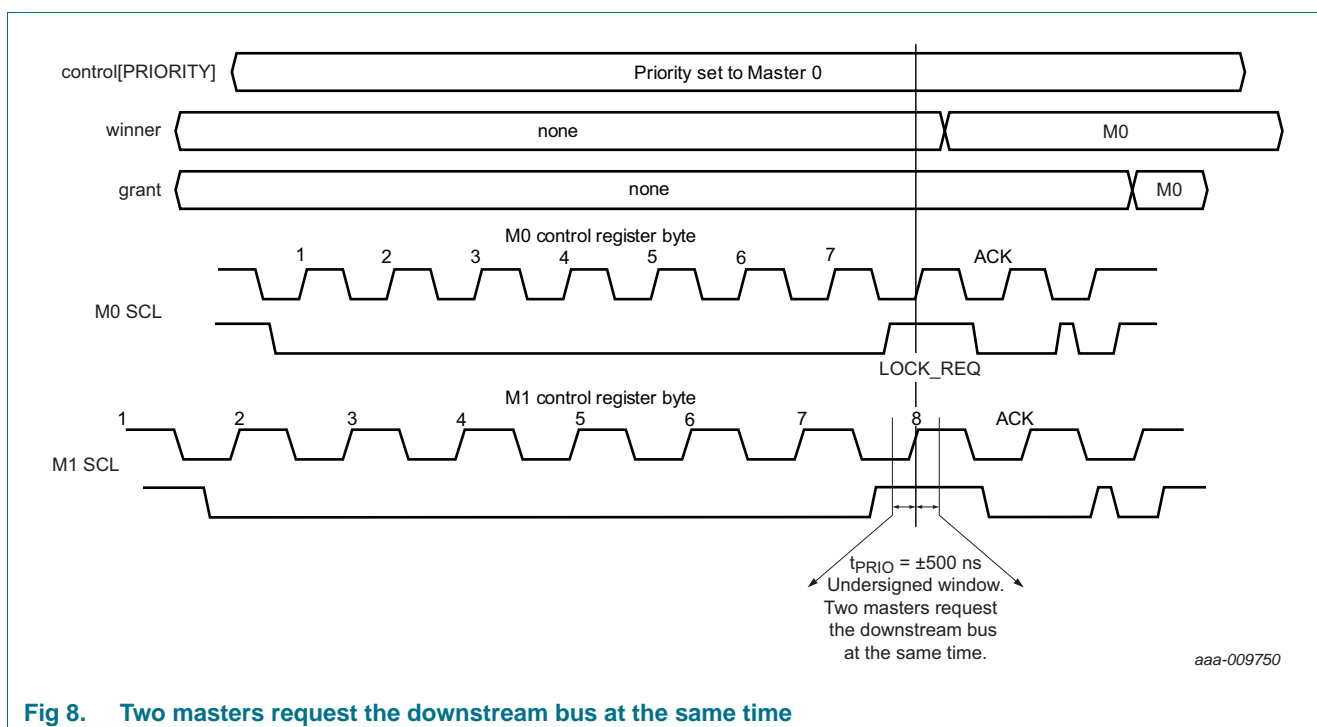 control[PRIORITY]
Priority set to Master 0
winner
none
M0
grant
none
M0
M0 control register byte
1 2 3 4 5 6 7 ACK
M0 SCL
LOCK_REQ
M1 control register byte
1 2 3 4 5 6 7 8 ACK
M1 SCL
tPRIO = ±500 ns
Undersigned window.
Two masters request
the downstream bus
at the same time.
aaa-009750
Fig 8. Two masters request the downstream bus at the same time